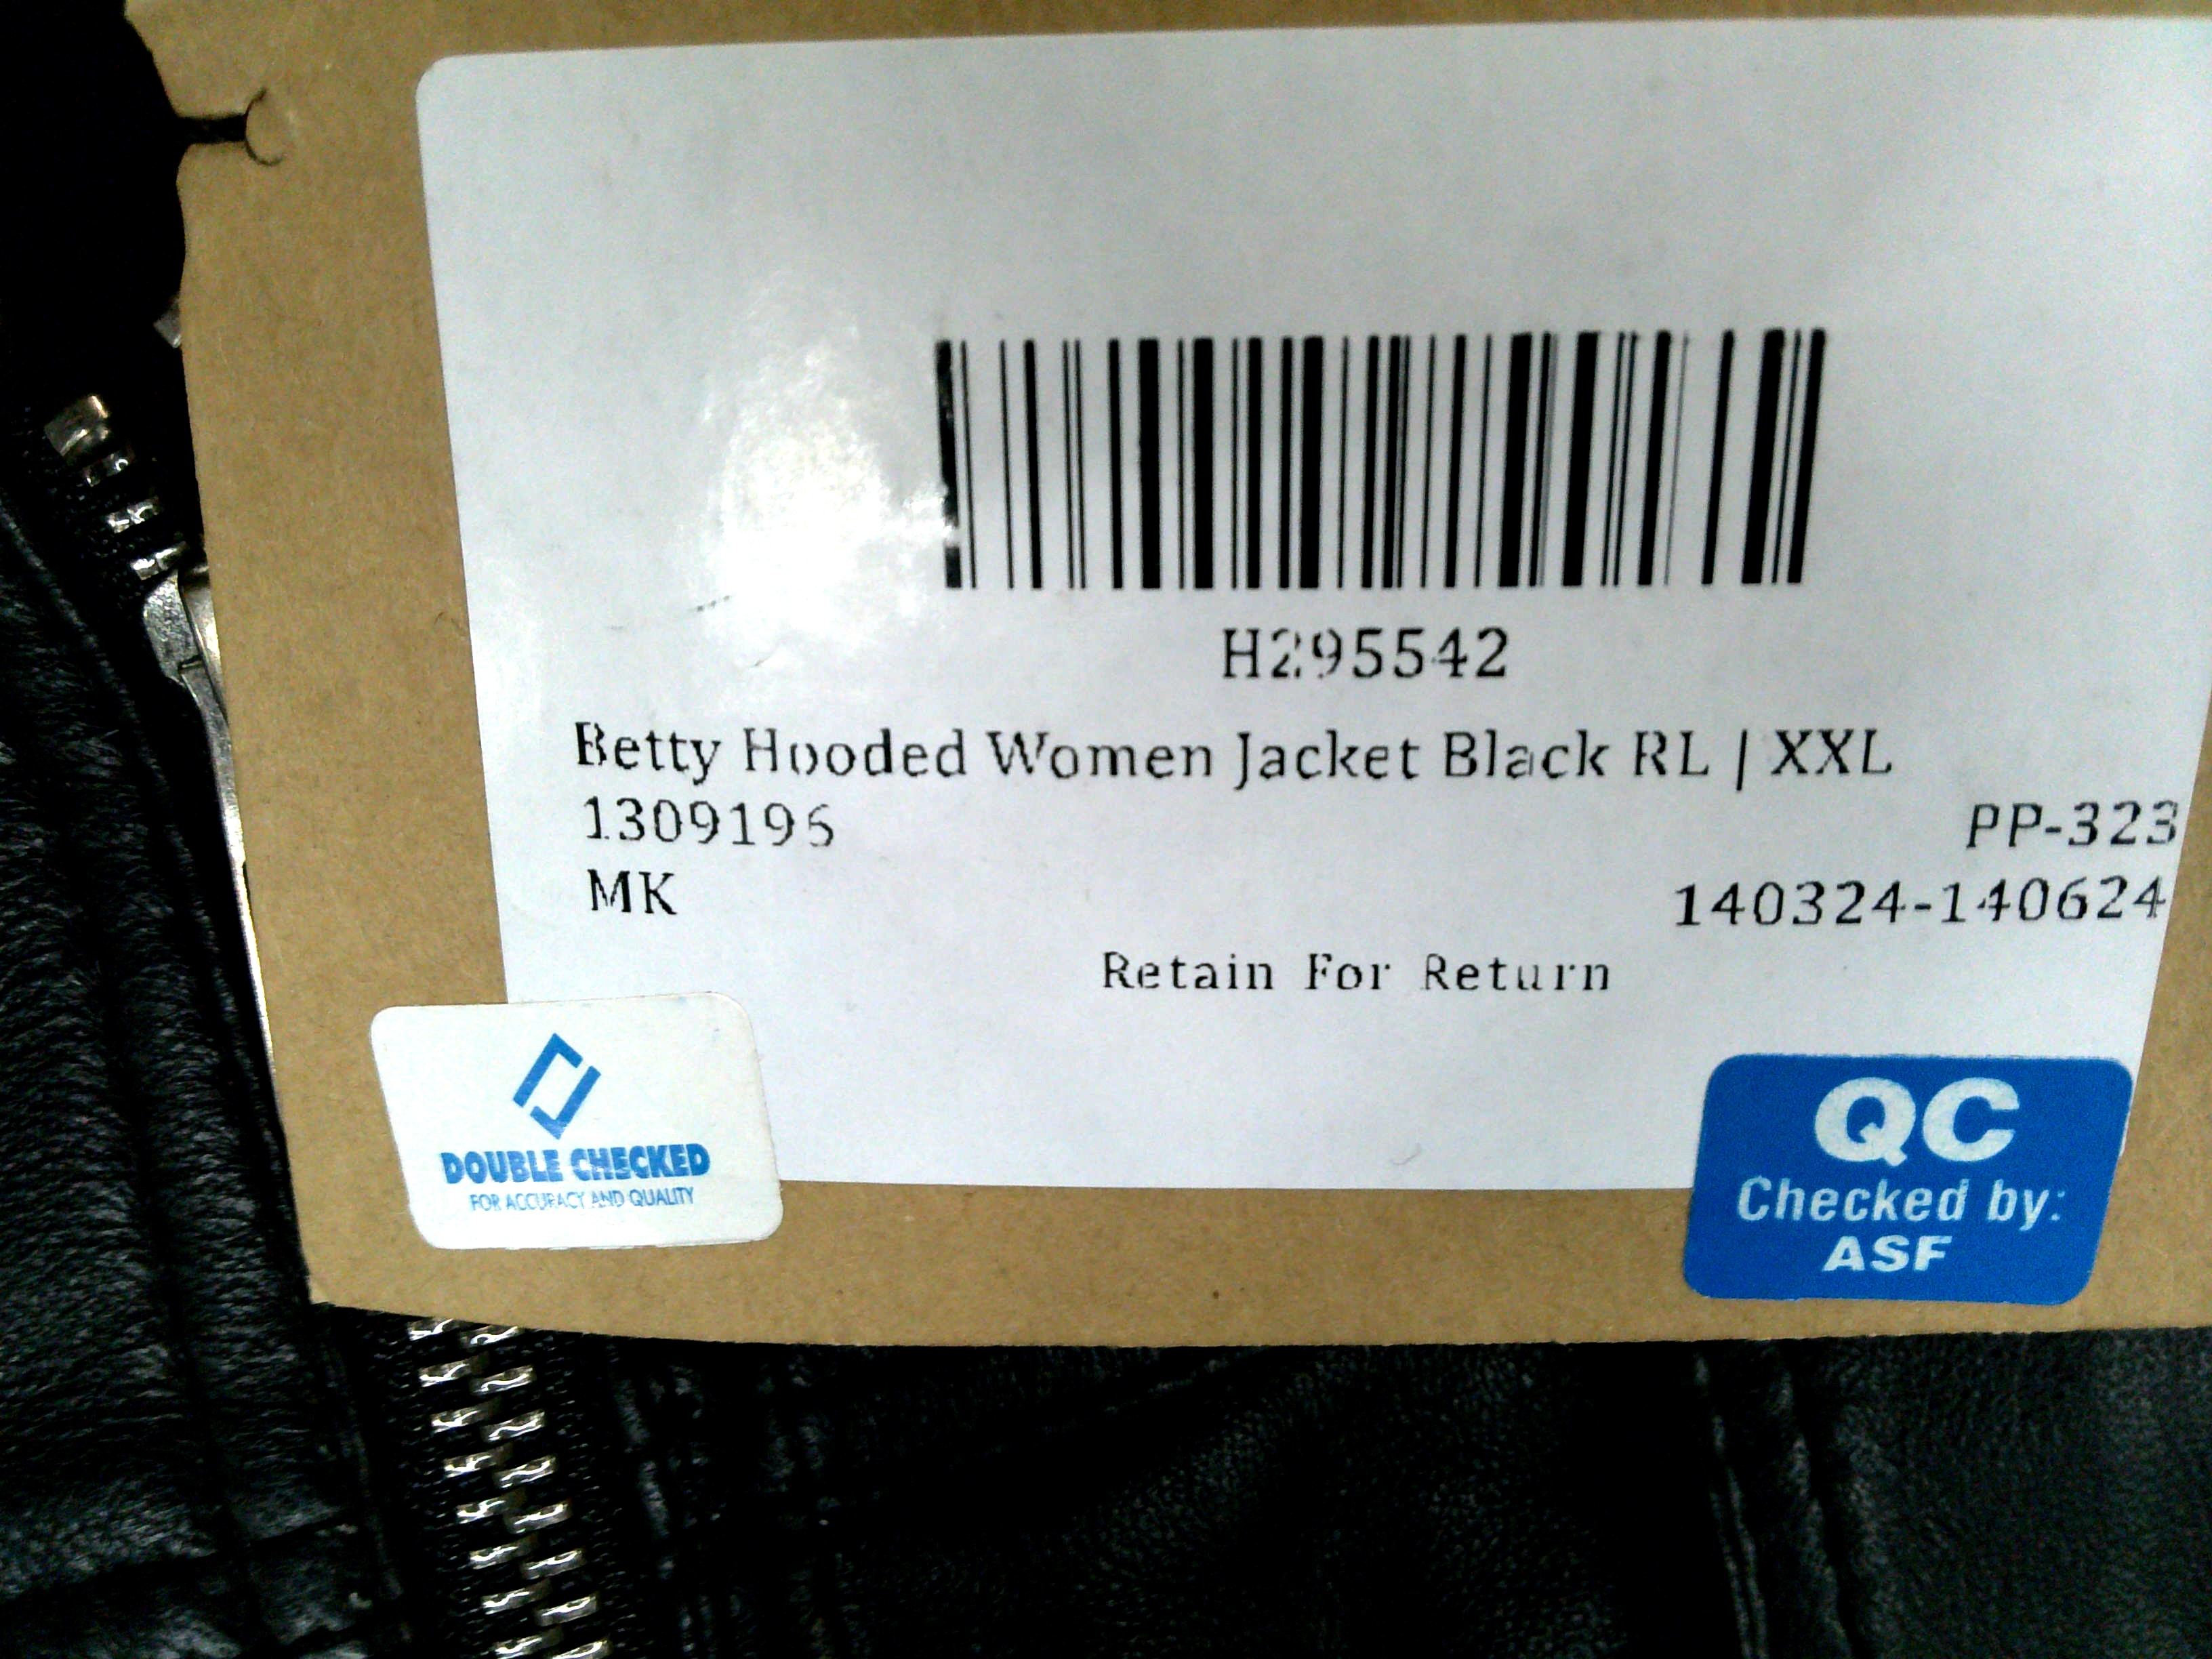 H295542
Betty Hooded Women Jacket Black RL | XXL
1309196
PP-323
MK
140324-140624
Retain For Return
DOUBLE CHECKED
FOR ACCURACY AND QUALITY
QC
Checked by:
ASF